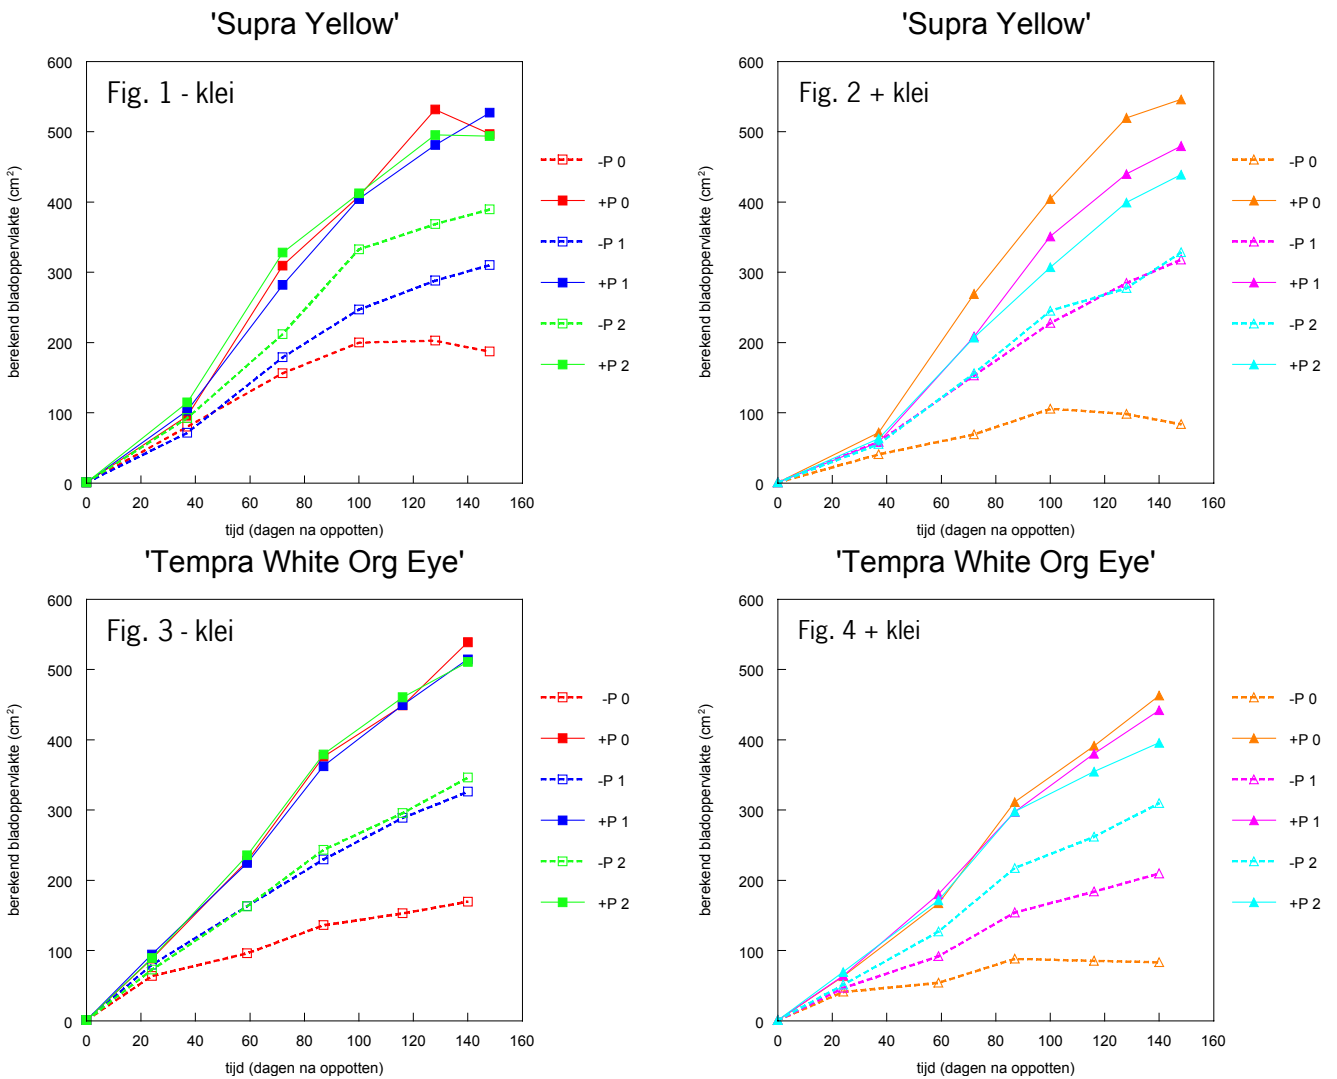 'Supra Yellow'
Fig. 1 - klei
berekend bladoppervlakte (cm²)
600
500
400
300
200
100
0
0 20 40 60 80 100 120 140 160
tijd (dagen na oppotten)
-P 0
+P 0
-P 1
+P 1
-P 2
+P 2
'Supra Yellow'
Fig. 2 + klei
berekend bladoppervlakte (cm²)
600
500
400
300
200
100
0
0 20 40 60 80 100 120 140 160
tijd (dagen na oppotten)
-P 0
+P 0
-P 1
+P 1
-P 2
+P 2
'Tempra White Org Eye'
Fig. 3 - klei
berekend bladoppervlakte (cm²)
600
500
400
300
200
100
0
0 20 40 60 80 100 120 140 160
tijd (dagen na oppotten)
-P 0
+P 0
-P 1
+P 1
-P 2
+P 2
'Tempra White Org Eye'
Fig. 4 + klei
berekend bladoppervlakte (cm²)
600
500
400
300
200
100
0
0 20 40 60 80 100 120 140 160
tijd (dagen na oppotten)
-P 0
+P 0
-P 1
+P 1
-P 2
+P 2